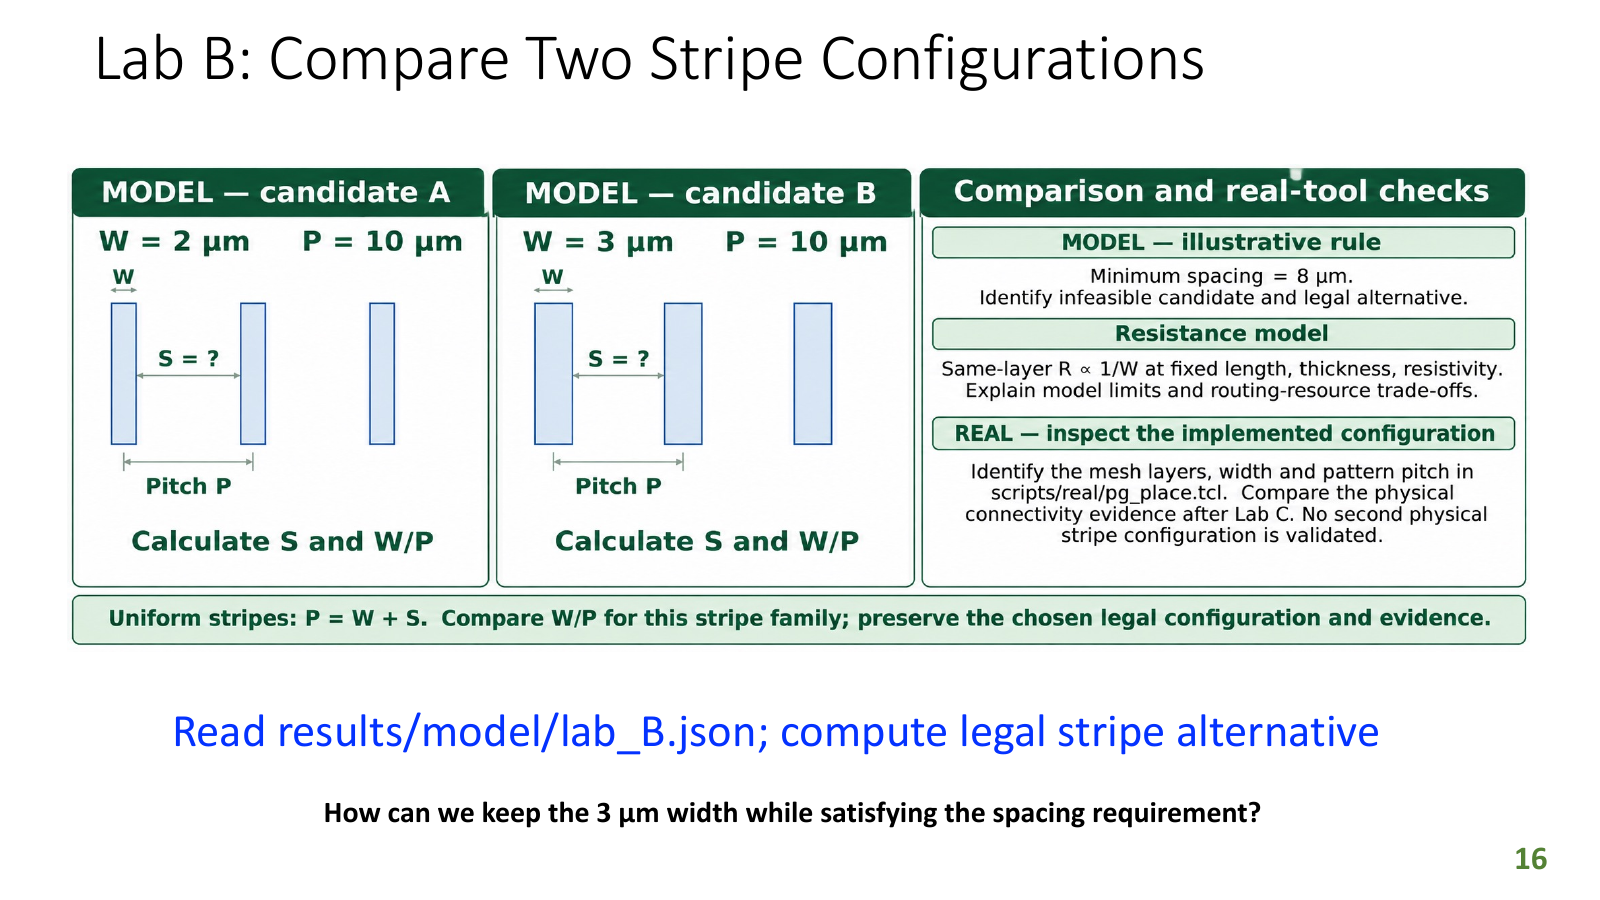 Lab B: Compare Two Stripe Configurations
MODEL — candidate A
W = 2 μm P = 10 μm
W
S = ?
Pitch P
Calculate S and W/P
MODEL — candidate B
W = 3 μm P = 10 μm
W
S = ?
Pitch P
Calculate S and W/P
Comparison and real-tool checks
MODEL — illustrative rule
Minimum spacing = 8 μm.
Identify infeasible candidate and legal alternative.
Resistance model
Same-layer R ∝ 1/W at fixed length, thickness, resistivity.
Explain model limits and routing-resource trade-offs.
REAL — inspect the implemented configuration
Identify the mesh layers, width and pattern pitch in
scripts/real/pg_place.tcl. Compare the physical
connectivity evidence after Lab C. No second physical
stripe configuration is validated.
Uniform stripes: P = W + S. Compare W/P for this stripe family; preserve the chosen legal configuration and evidence.
Read results/model/lab_B.json; compute legal stripe alternative
How can we keep the 3 μm width while satisfying the spacing requirement?
16